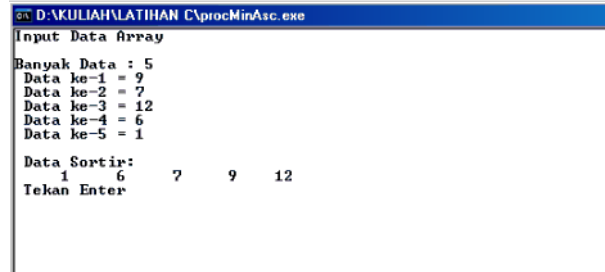 D:\KULIAH\LATIHAN C\procMinAsc.exe
Input Data Array
Banyak Data : 5
Data ke-1 = 9
Data ke-2 = 7
Data ke-3 = 12
Data ke-4 = 6
Data ke-5 = 1
Data Sortir:
1 6 7 9 12
Tekan Enter